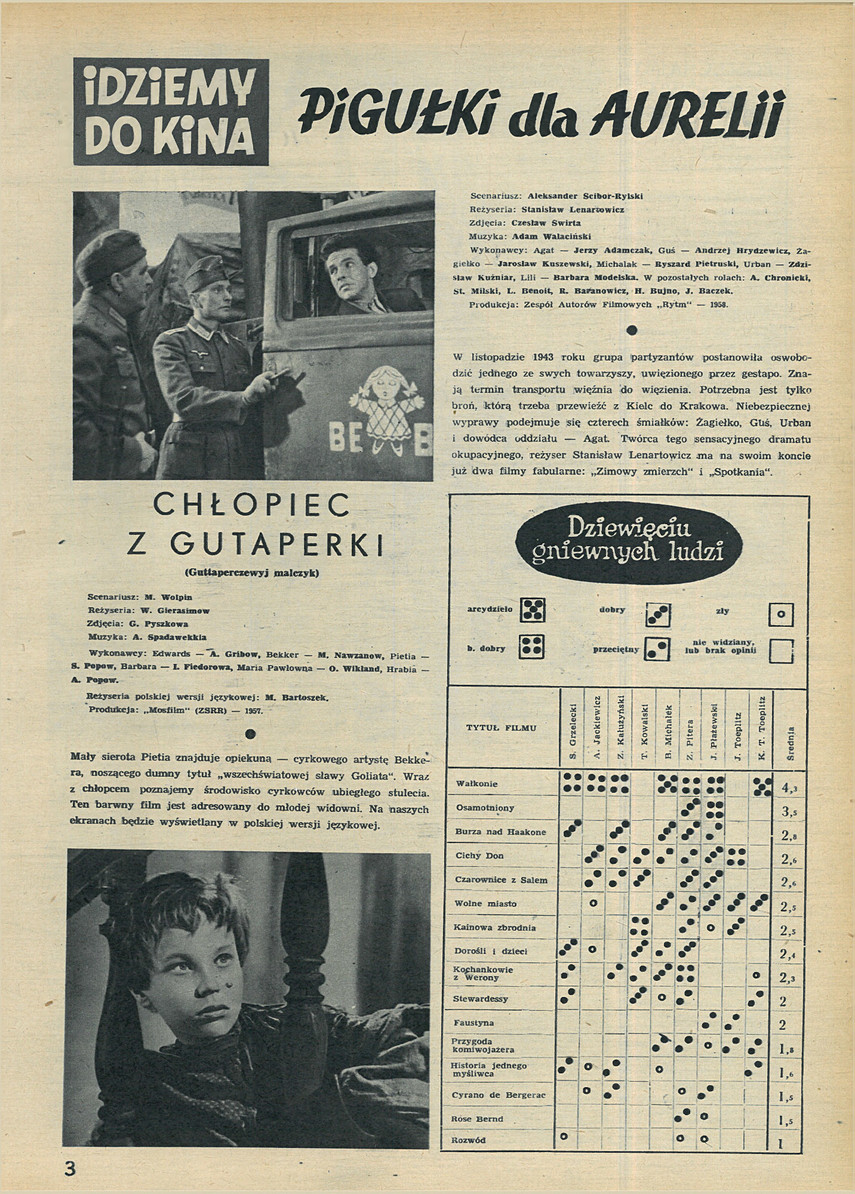 iDZiEMY
DO KiNA
PiGUŁKi dla AURELii
BE B
Scenariusz: Aleksander Scibor-Rylski
Reżyseria: Stanisław Lenartowicz
Zdjęcia: Czesław Swirta
Muzyka: Adam Walaciński
Wykonawcy: Agat — Jerzy Adamczak, Guś — Andrzej Hrydzewicz, Ża-
giełko — Jarosław Kuszewski, Michalak — Ryszard Pietruski, Urban — Zdzi-
sław Kuźniar, Lili — Barbara Modelska. W pozostałych rolach: A. Chronicki,
St. Milski, L. Benoit, R. Baranowicz, H. Bujno, J. Baczek.
Produkcja: Zespół Autorów Filmowych „Rytm" — 1958.
W listopadzie 1943 roku grupa partyzantów postanowiła oswobo-
dzić jednego ze swych towarzyszy, uwięzionego przez gestapo. Zna-
ją termin transportu więźnia do więzienia. Potrzebna jest tylko
broń, którą trzeba przewieźć z Kielc do Krakowa. Niebezpiecznej
wyprawy podejmuje się czterech śmiałków: Żagiełko, Guś, Urban
i dowódca oddziału — Agat. Twórca tego sensacyjnego dramatu
okupacyjnego, reżyser Stanisław Lenartowicz ma na swoim koncie
już dwa filmy fabularne: „Zimowy zmierzch" i „Spotkania".
CHŁOPIEC
Z GUTAPERKI
(Guttaperczewyj malczyk)
Scenariusz: M. Wolpin
Reżyseria: W. Gierasimow
Zdjęcia: G. Pyszkowa
Muzyka: A. Spadawekkia
Wykonawcy: Edwards — A. Gribow, Bekker — M. Nawzanow, Pietia —
S. Popow, Barbara — I. Fiedorowa, Maria Pawłowna — O. Wikland, Hrabia —
A. Popow.
Reżyseria polskiej wersji językowej: M. Bartoszek.
Produkcja: „Mosfilm" (ZSRR) — 1957.
Mały sierota Pietia znajduje opiekuna — cyrkowego artystę Bekke-
ra, noszącego dumny tytuł „wszechświatowej sławy Goliata". Wraz
z chłopcem poznajemy środowisko cyrkowców ubiegłego stulecia.
Ten barwny film jest adresowany do młodej widowni. Na naszych
ekranach będzie wyświetlany w polskiej wersji językowej.
Dziewięciu
gniewnych ludzi
arcydzieło dobry zły
b. dobry przeciętny nie widziany,
lub brak opinii
TYTUŁ FILMU
S. Grzelecki
A. Jackiewicz
Z. Kałużyński
T. Kowalski
B. Michałek
Z. Pitera
J. Płażewski
J. Toeplitz
K. T. Toeplitz
Średnia
Wałkonie 4,3
Osamotniony 3,5
Burza nad Haakone 2,8
Cichy Don 2,6
Czarownice z Salem 2,6
Wolne miasto 2,5
Kainowa zbrodnia 2,5
Dorośli i dzieci 2,4
Kochankowie
z Werony 2,3
Stewardessy 2
Faustyna 2
Przygoda
komiwojażera 1,8
Historia jednego
myśliwca 1,6
Cyrano de Bergerac 1,5
Rose Bernd 1,5
Rozwód 1
3